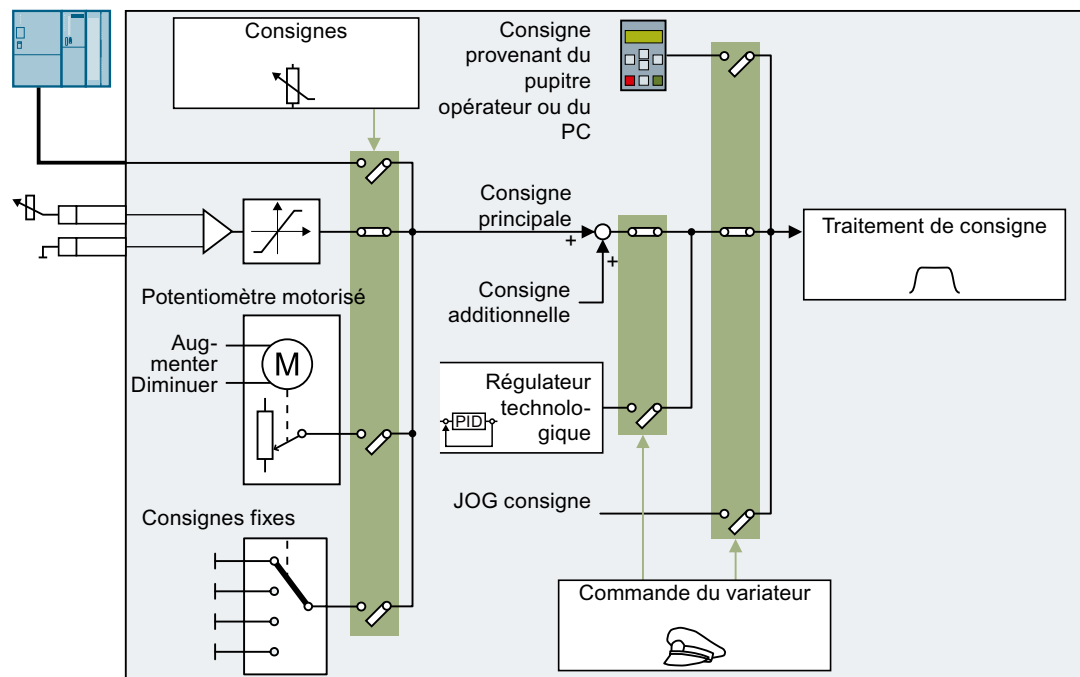 Consignes
Consigne
provenant du
pupitre
opérateur ou du
PC
Consigne
principale
+
+
Traitement de consigne
Consigne
additionnelle
Potentiomètre motorisé
Aug-
menter
Diminuer
M
Régulateur
technolo-
gique
PID
JOG consigne
Consignes fixes
Commande du variateur